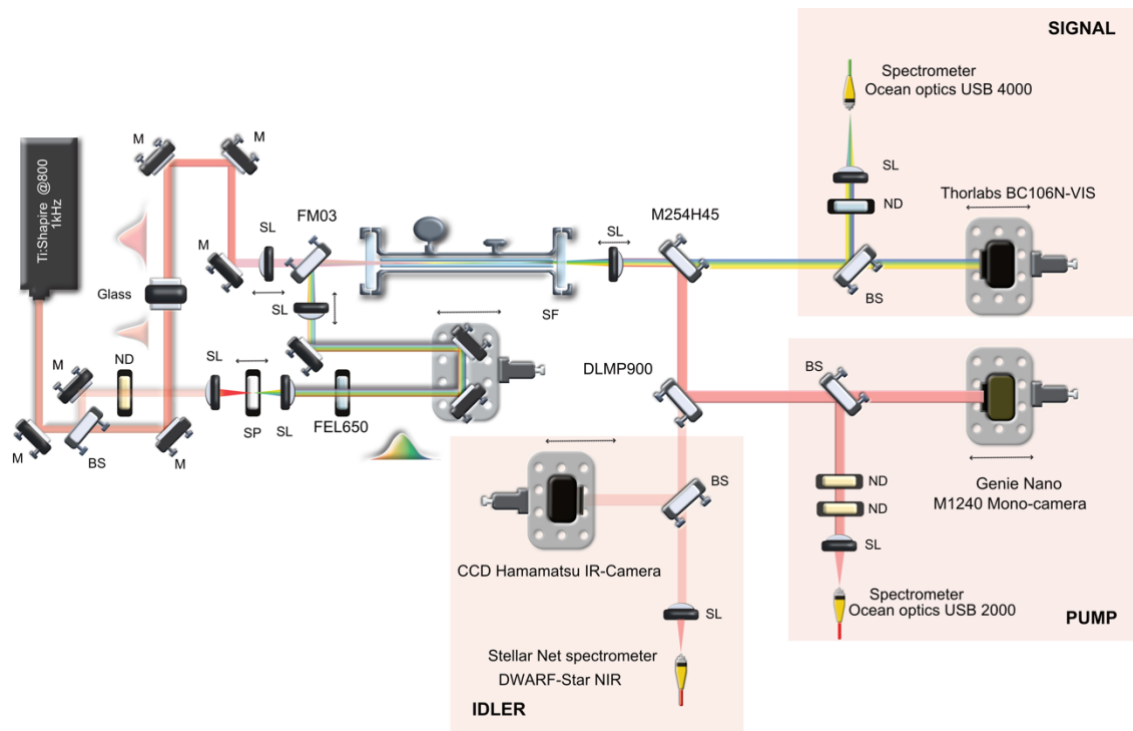 SIGNAL
Spectrometer
Ocean optics USB 4000
SL
ND
Thorlabs BC106N-VIS
BS
M
M
Ti:Shapire @800
1kHz
FM03
SL
M
M254H45
SL
Glass
SL
SF
ND
M
SL
DLMP900
BS
M
BS
M
SP
SL
FEL650
BS
ND
ND
SL
Genie Nano
M1240 Mono-camera
Spectrometer
Ocean optics USB 2000
PUMP
CCD Hamamatsu IR-Camera
SL
Stellar Net spectrometer
DWARF-Star NIR
IDLER